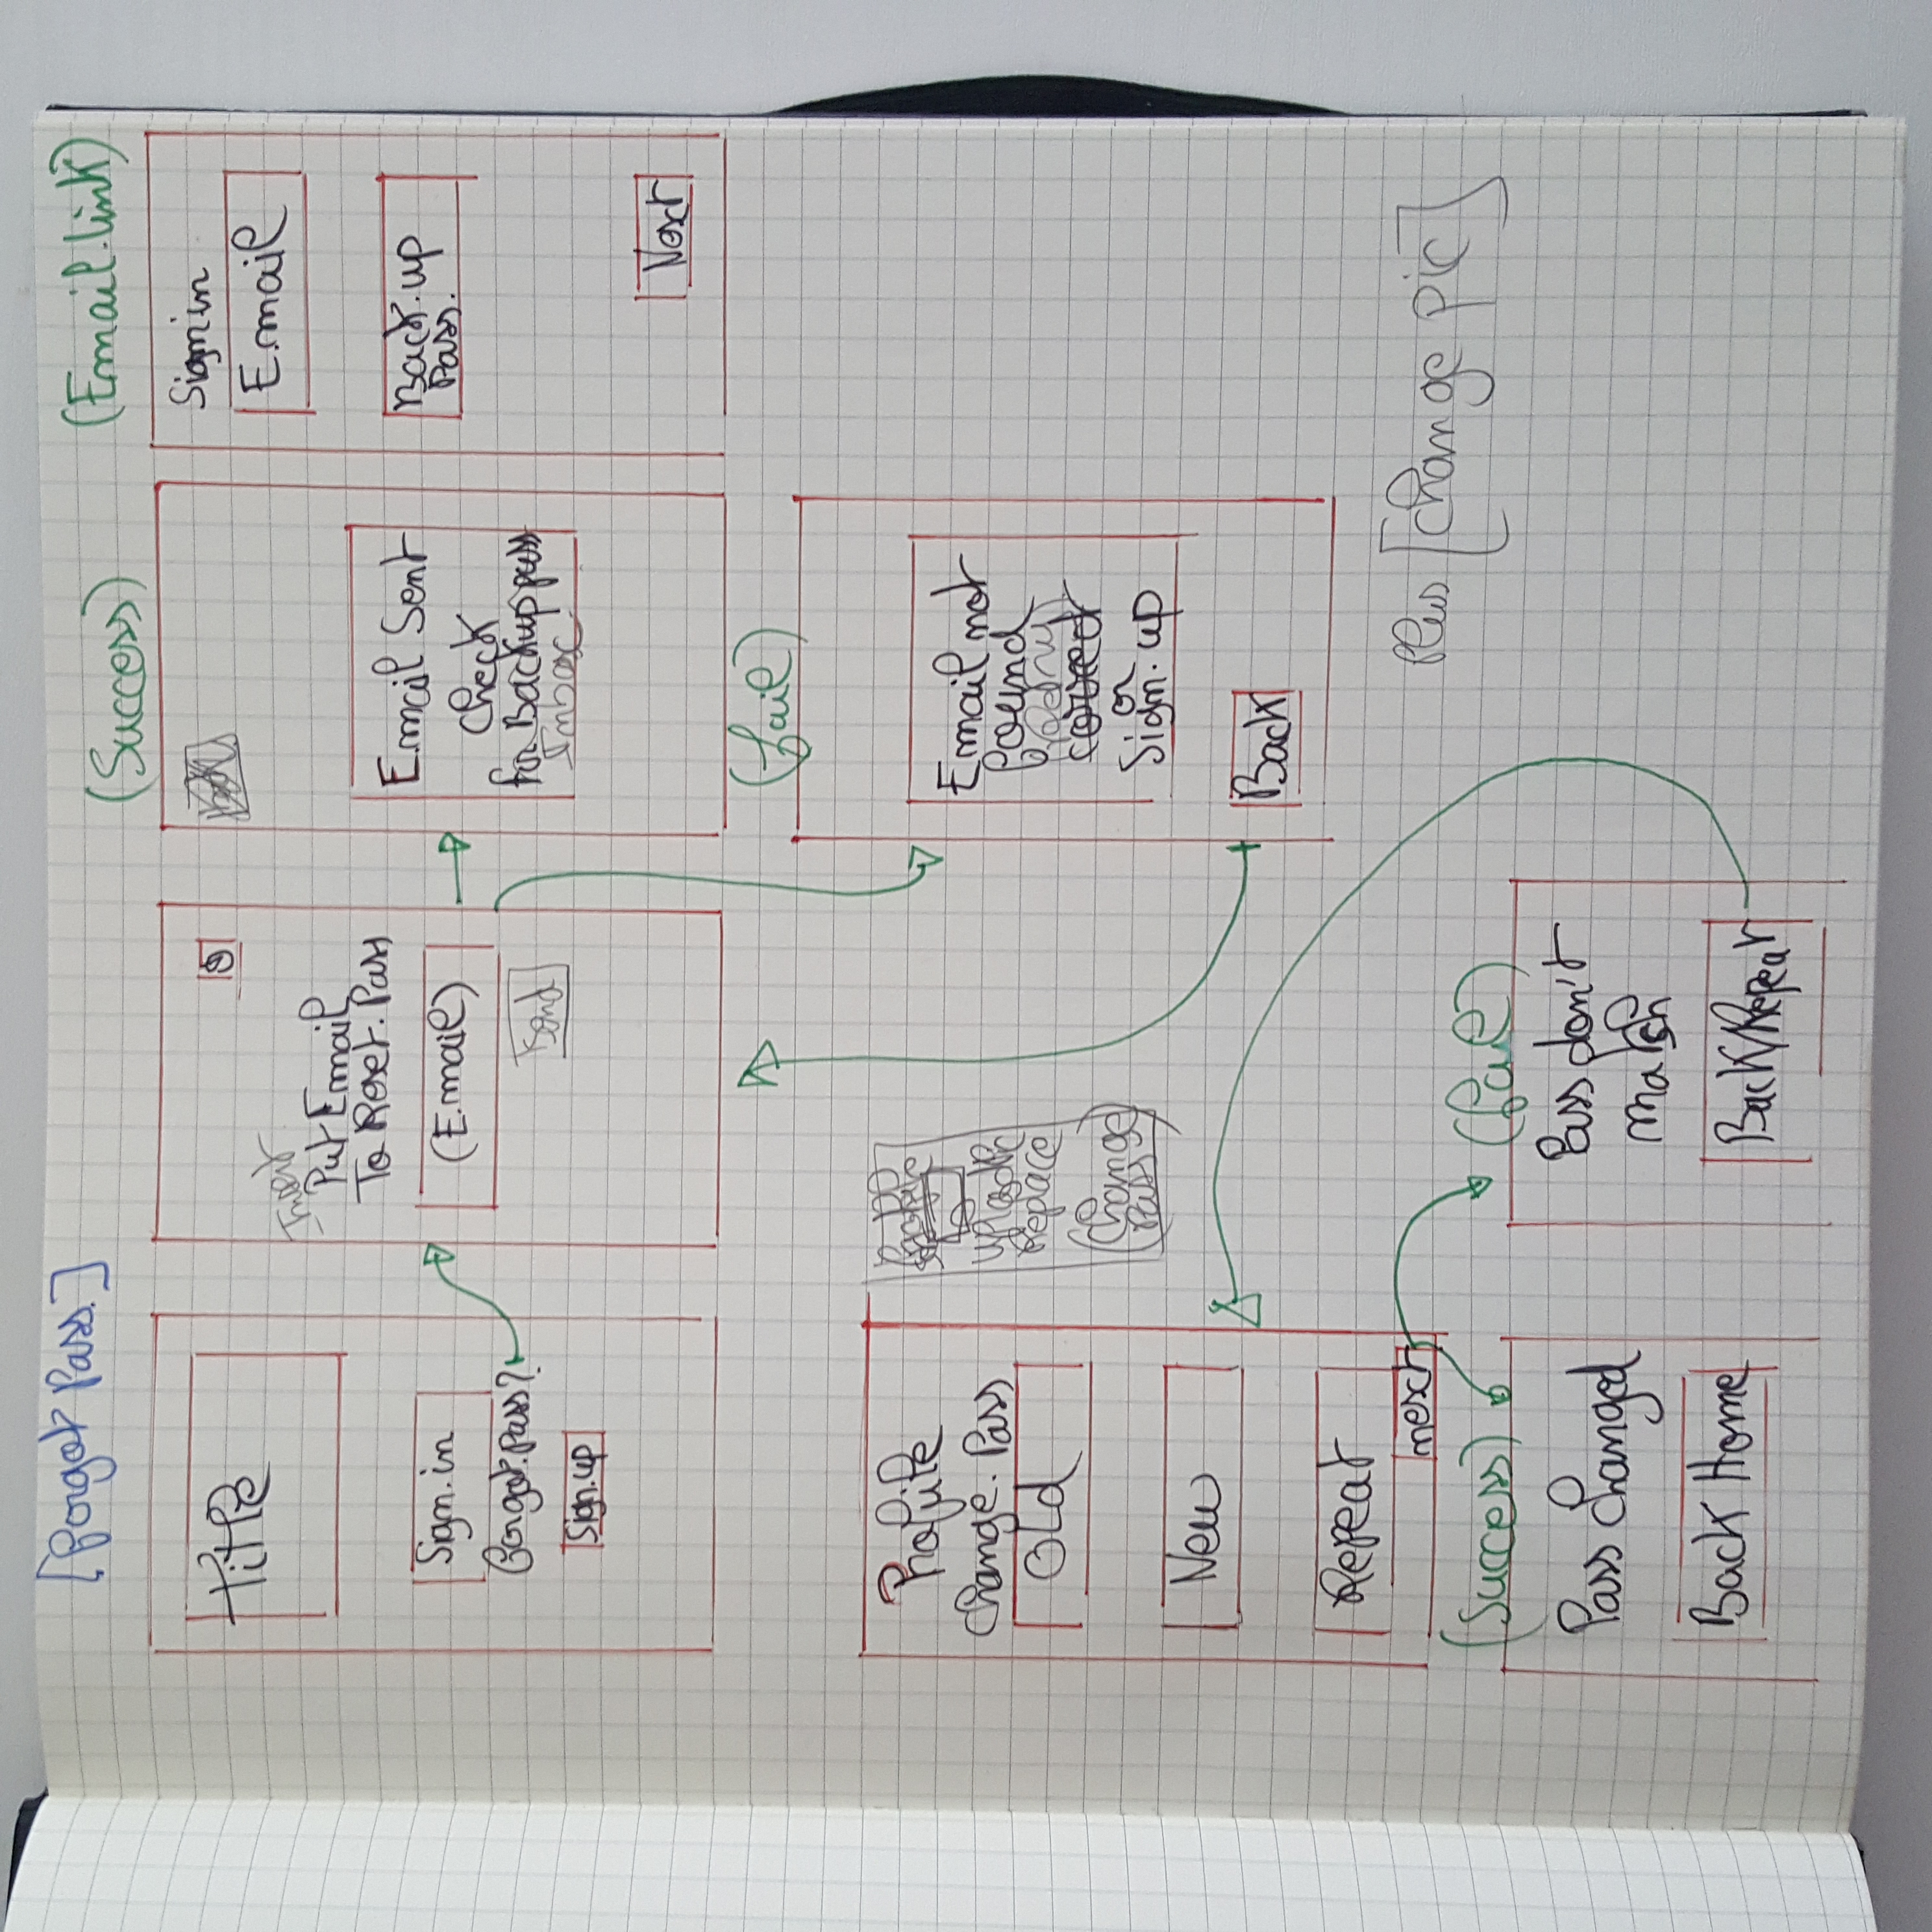 [Forgot Pass.]
(Success)
(Email.link)
Title
Sign.in
Forgot.Pass?
Sign.up
Insert
Put Email
To Reset.Pass
(E.mail)
Send
Email Sent
Check
for Backup pass
Inbox
Sign in
E.mail
Back.up
Pass.
Next
(fail)
Email not
found
retry
correct
or
Sign.up
Back
Profile
Change.Pass
Old
New
Repeat
next
Profile
Replace
(Change
Pass)
Plus [Change pic]
(Success)
Pass Changed
Back Home
(fail)
Pass don't
match
Back/Repeat